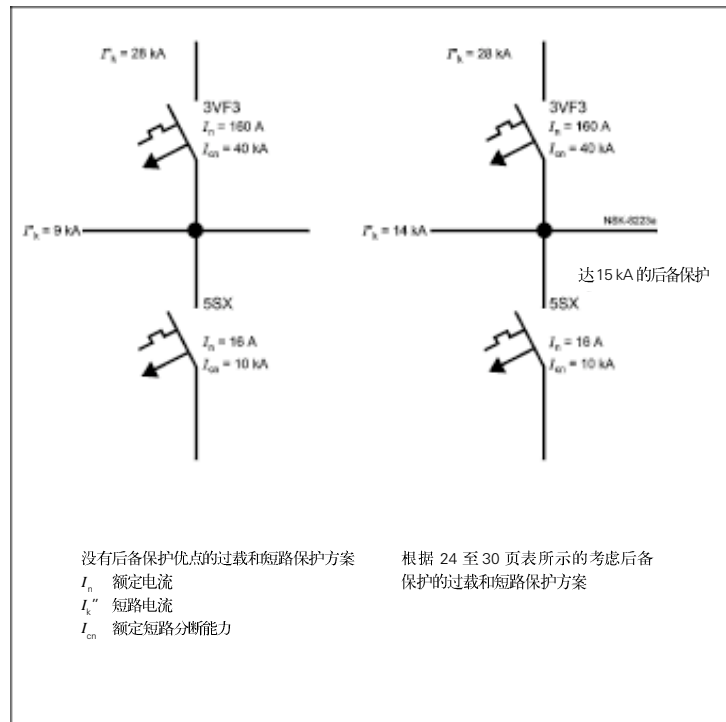 I"k = 28 kA
3VF3
In = 160 A
Icn = 40 kA
I"k = 9 kA
5SX
In = 16 A
Icn = 10 kA
I"k = 28 kA
3VF3
In = 160 A
Icn = 40 kA
I"k = 14 kA
NSK-8223e
达 15 kA 的后备保护
5SX
In = 16 A
Icn = 10 kA
没有后备保护优点的过载和短路保护方案
In 额定电流
Ik" 短路电流
Icn 额定短路分断能力
根据 24 至 30 页表所示的考虑后备
保护的过载和短路保护方案